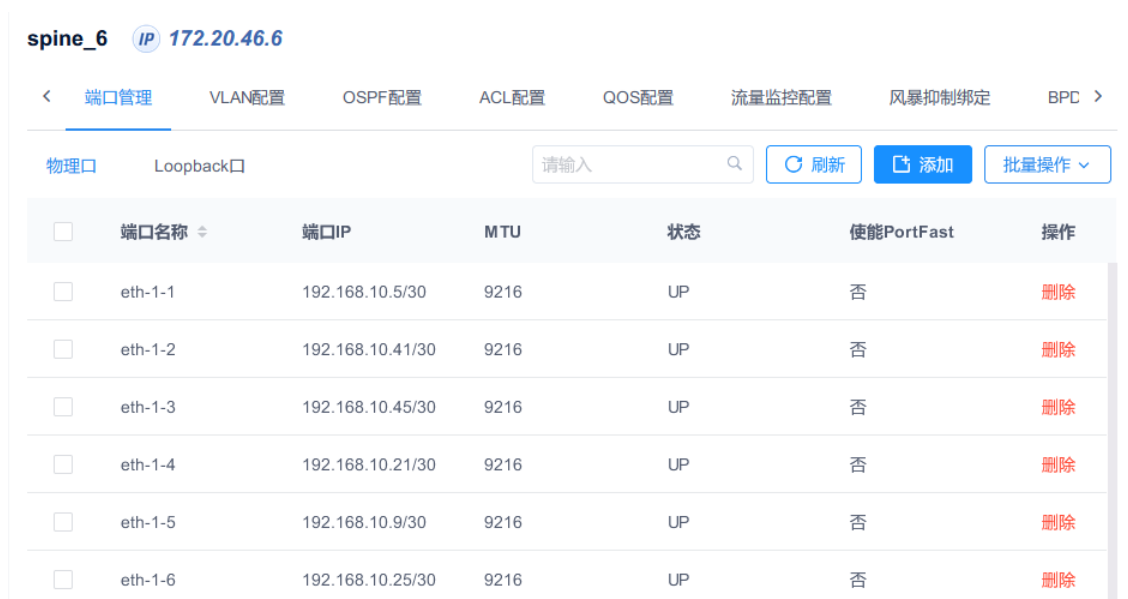 spine_6 IP 172.20.46.6
端口管理 VLAN配置 OSPF配置 ACL配置 QOS配置 流量监控配置 风暴抑制绑定 BPD
物理口 Loopback口 请输入 刷新 添加 批量操作
端口名称 端口IP MTU 状态 使能PortFast 操作
eth-1-1 192.168.10.5/30 9216 UP 否 删除
eth-1-2 192.168.10.41/30 9216 UP 否 删除
eth-1-3 192.168.10.45/30 9216 UP 否 删除
eth-1-4 192.168.10.21/30 9216 UP 否 删除
eth-1-5 192.168.10.9/30 9216 UP 否 删除
eth-1-6 192.168.10.25/30 9216 UP 否 删除